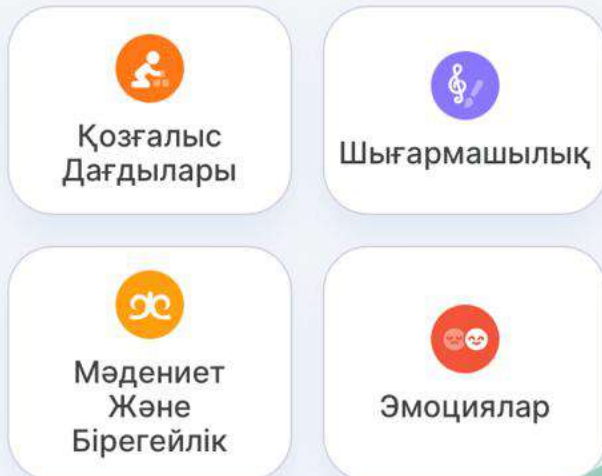 Қозғалыс
Дағдылары
Шығармашылық
Мәдениет
Және
Бірегейлік
Эмоциялар